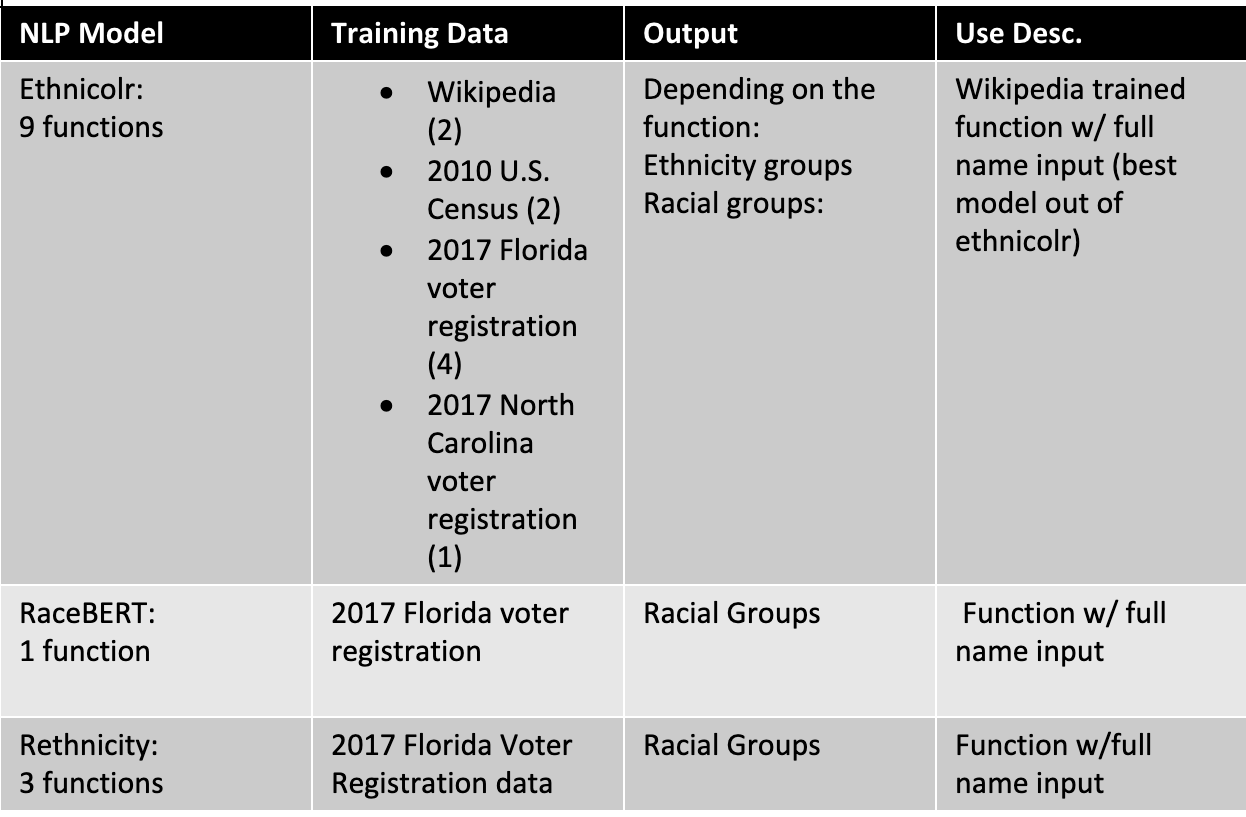 NLP Model
Training Data
Output
Use Desc.
Ethnicolr:
9 functions
• Wikipedia
(2)
• 2010 U.S.
Census (2)
• 2017 Florida
voter
registration
(4)
• 2017 North
Carolina
voter
registration
(1)
Depending on the
function:
Ethnicity groups
Racial groups:
Wikipedia trained
function w/ full
name input (best
model out of
ethnicolr)
RaceBERT:
1 function
2017 Florida voter
registration
Racial Groups
Function w/ full
name input
Rethnicity:
3 functions
2017 Florida Voter
Registration data
Racial Groups
Function w/full
name input